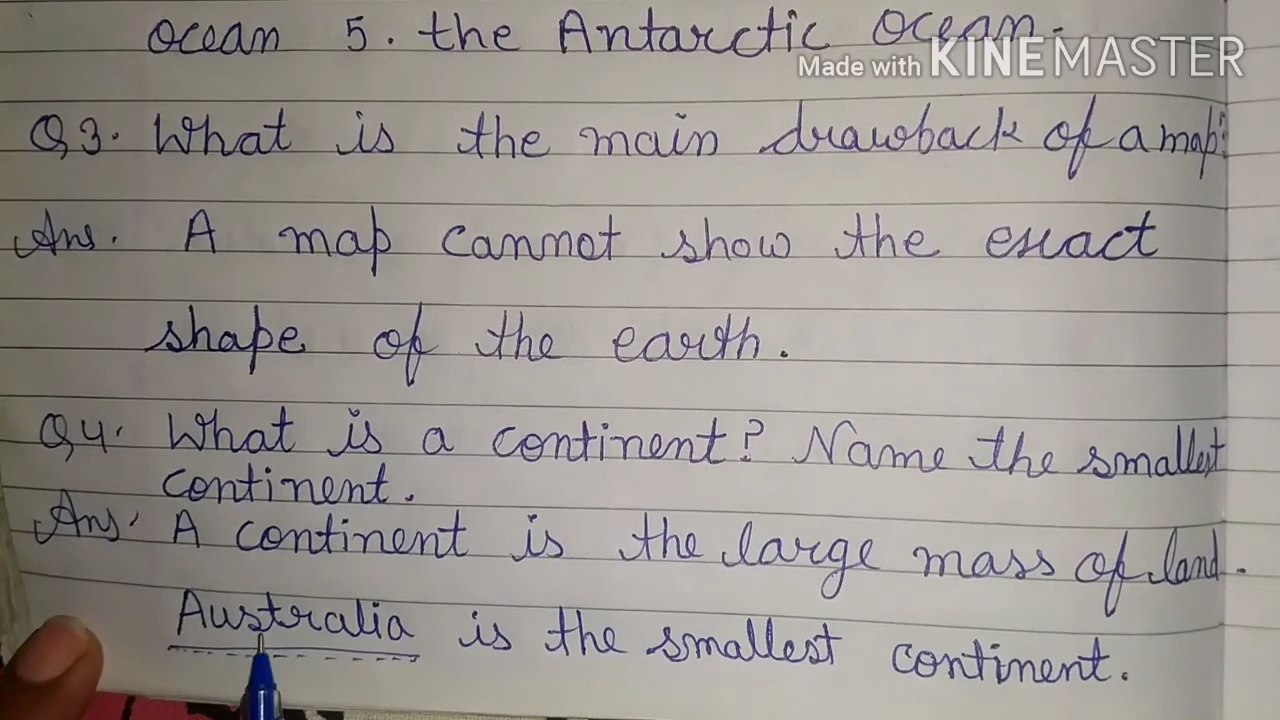 ocean 5. the Antarctic ocean.
Made with KINEMASTER
Q3. What is the main drawback of a map?
Ans. A map cannot show the exact
shape of the earth.
Q4. What is a continent? Name the smallest
continent.
Ans. A continent is the large mass of land.
Australia is the smallest continent.